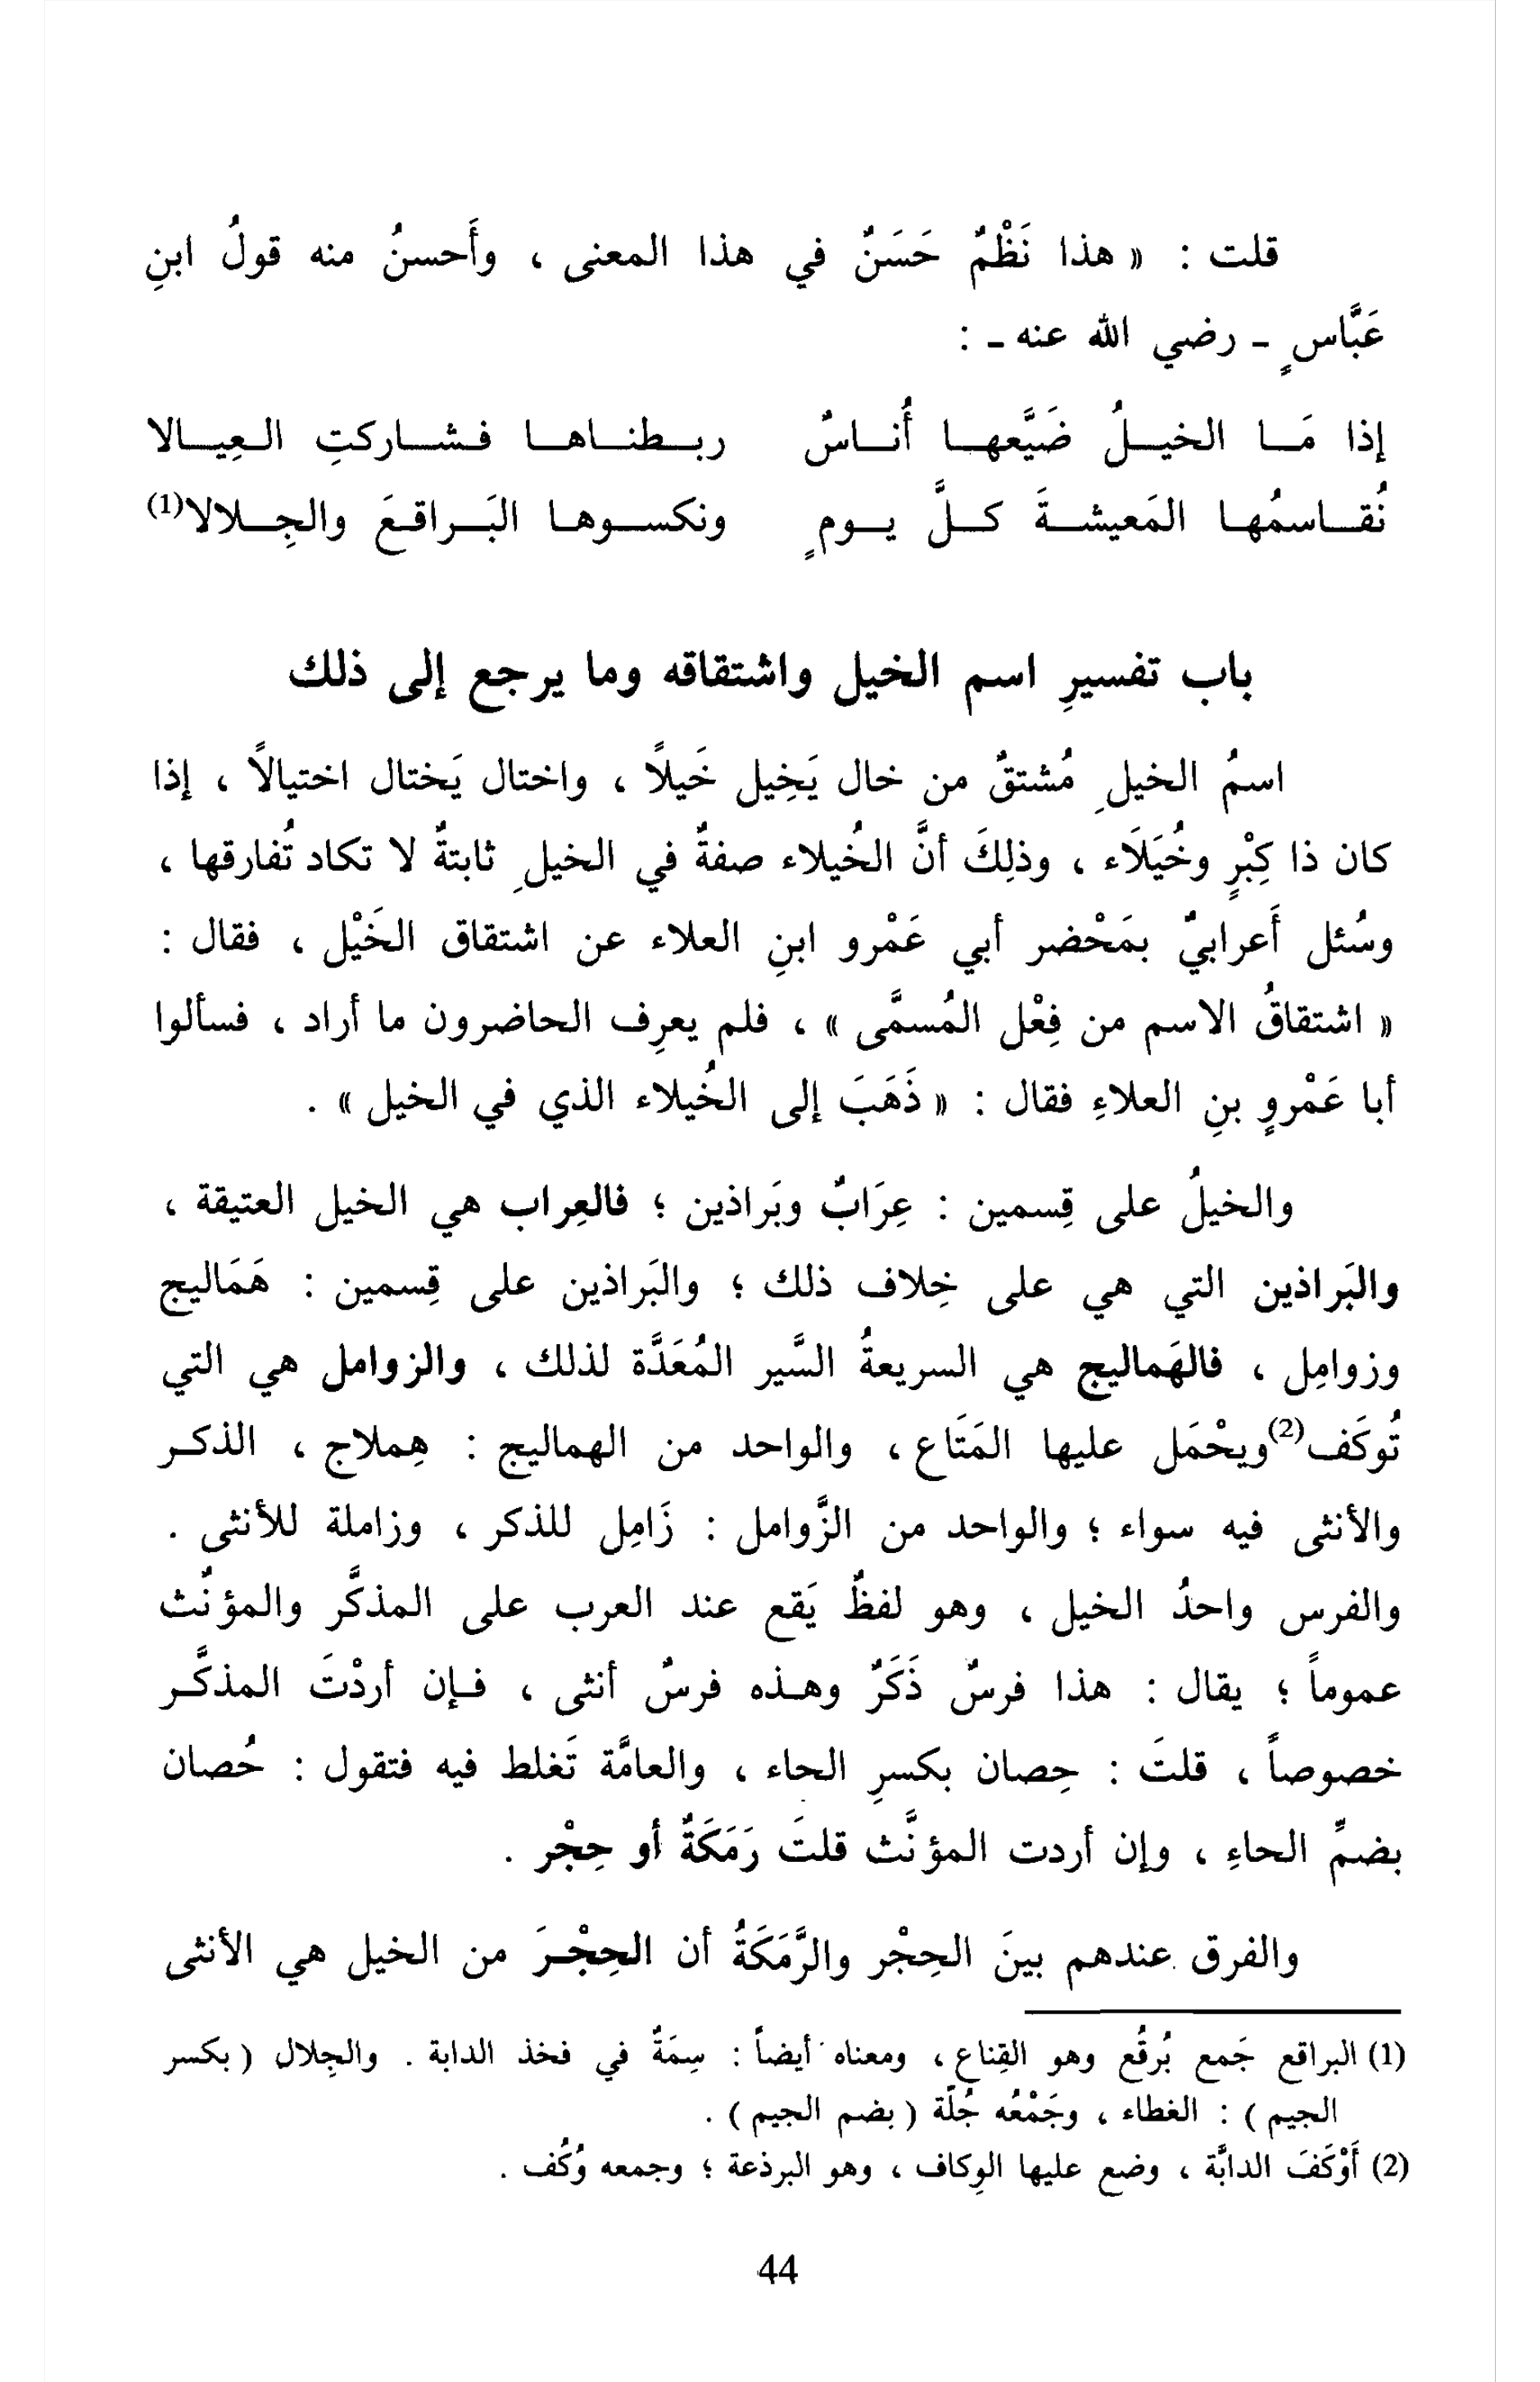 قلت : « هذا نَظْمٌ حَسَنٌ في هذا المعنى ، وأَحسنُ منه قولُ ابنِ
عَبَّاسٍ - رضي الله عنه - :
إذا مَا الخيلُ ضَيَّعها أُناسٌ ربطناها فشاركتِ العِيالا
نُقاسمُها المَعيشةَ كلَّ يومٍ ونكسوها البَراقعَ والجِلالا(1)
باب تفسيرِ اسم الخيل واشتقاقه وما يرجع إلى ذلك
اسمُ الخيلِ مُشتقٌ من خال يَخِيل خَيلاً ، واختال يَختال اختيالاً ، إذا
كان ذا كِبْرٍ وخُيَلَاء ، وذلِكَ أنَّ الخُيلاء صفةٌ في الخيلِ ثابتةٌ لا تكاد تُفارقها ،
وسُئل أَعرابيٌ بمَحْضر أبي عَمْرو ابنِ العلاء عن اشتقاق الخَيْل ، فقال :
« اشتقاقُ الاسم من فِعْل المُسمَّى » ، فلم يعرِف الحاضرون ما أراد ، فسألوا
أبا عَمْروٍ بنِ العلاءِ فقال : « ذَهَبَ إلى الخُيلاء الذي في الخيل » .
والخيلُ على قِسمين : عِرَابٌ وبَراذين ؛ فالعِراب هي الخيل العتيقة ،
والبَراذين التي هي على خِلاف ذلك ؛ والبَراذين على قِسمين : هَمَاليج
وزوامِل ، فالهَماليج هي السريعةُ السَّير المُعَدَّة لذلك ، والزوامل هي التي
تُوكَف(2)ويحْمَل عليها المَتَاع ، والواحد من الهماليج : هِملاج ، الذكر
والأنثى فيه سواء ؛ والواحد من الزَّوامل : زَامِل للذكر ، وزاملة للأنثى .
والفرس واحدُ الخيل ، وهو لفظٌ يَقع عند العرب على المذكَّر والمؤنَّث
عموماً ؛ يقال : هذا فرسٌ ذَكَرٌ وهذه فرسٌ أنثى ، فإن أردْتَ المذكَّر
خصوصاً ، قلتَ : حِصان بكسرِ الحاء ، والعامَّة تَغلط فيه فتقول : حُصان
بضمِّ الحاءِ ، وإن أردت المؤنَّث قلتَ رَمَكَةٌ أو حِجْر .
والفرق عندهم بينَ الحِجْر والرَّمَكَةُ أن الحِجْرَ من الخيل هي الأنثى
(1) البراقع جَمع بُرقُع وهو القِناع ، ومعناه أيضاً : سِمَةٌ في فخذ الدابة . والجِلال ( بكسر
الجيم ) : الغطاء ، وجَمْعُه جُلَّة ( بضم الجيم ) .
(2) أَوْكَفَ الدابَّة ، وضع عليها الوِكاف ، وهو البرذعة ؛ وجمعه وُكُف .
44